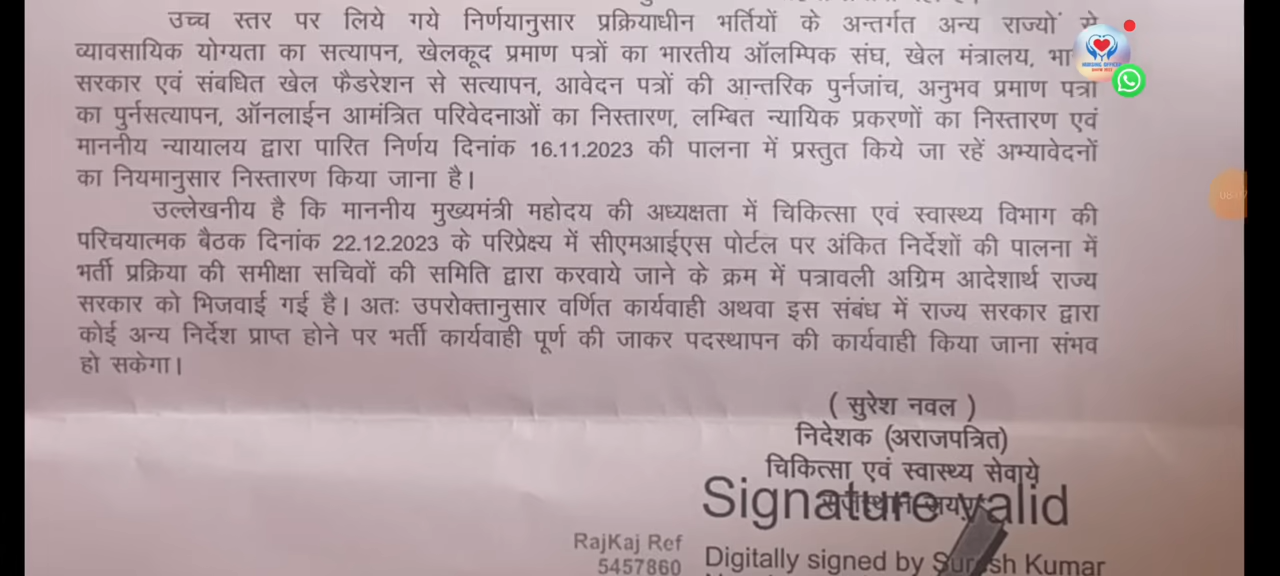 उच्च स्तर पर लिये गये निर्णयानुसार प्रक्रियाधीन भर्तियों के अन्तर्गत अन्य राज्यों से
व्यावसायिक योग्यता का सत्यापन, खेलकूद प्रमाण पत्रों का भारतीय ऑलम्पिक संघ, खेल मंत्रालय,
सरकार एवं संबधित खेल फैडरेशन से सत्यापन, आवेदन पत्रों की आन्तरिक पुर्नजांच, अनुभव प्रमाण पत्रों
का पुर्नसत्यापन, ऑनलाईन आमंत्रित परिवेदनाओं का निस्तारण, लम्बित न्यायिक प्रकरणों का निस्तारण एवं
माननीय न्यायालय द्वारा पारित निर्णय दिनांक 16.11.2023 की पालना में प्रस्तुत किये जा रहें अभ्यावेदनों
का नियमानुसार निस्तारण किया जाना है।
उल्लेखनीय है कि माननीय मुख्यमंत्री महोदय की अध्यक्षता में चिकित्सा एवं स्वास्थ्य विभाग की
परिचयात्मक बैठक दिनांक 22.12.2023 के परिप्रेक्ष्य में सीएमआईएस पोर्टल पर अंकित निर्देशों की पालना में
भर्ती प्रक्रिया की समीक्षा सचिवों की समिति द्वारा करवाये जाने के क्रम में पत्रावली अग्रिम आदेशार्थ राज्य
सरकार को भिजवाई गई है। अतः उपरोक्तानुसार वर्णित कार्यवाही अथवा इस संबंध में राज्य सरकार द्वारा
कोई अन्य निर्देश प्राप्त होने पर भर्ती कार्यवाही पूर्ण की जाकर पदस्थापन की कार्यवाही किया जाना संभव
हो सकेगा।
( सुरेश नवल )
निदेशक (अराजपत्रित)
चिकित्सा एवं स्वास्थ्य सेवाये
Signature valid
RajKaj Ref
5457860
Digitally signed by Suresh Kumar